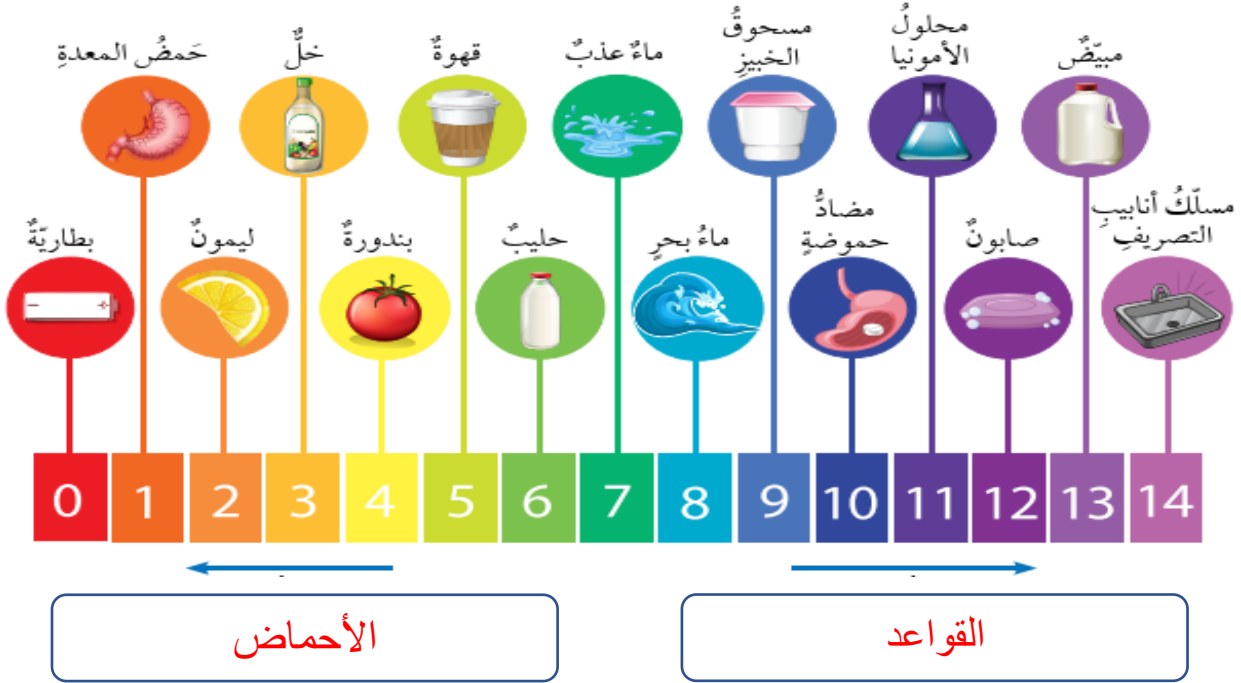 حَمضُ المعدةِ
خلٌّ
قهوةٌ
ماءٌ عذبٌ
مسحوقُ
الخبيزِ
محلولُ
الأمونيا
مبيّضٌ
بطاريّةٌ
ليمونٌ
بندورةٌ
حليبٌ
ماءُ بحرٍ
مضادُّ
حموضةٍ
صابونٌ
مسلّكُ أنابيبِ
التصريفِ
0 1 2 3 4 5 6 7 8 9 10 11 12 13 14
الأحماض
القواعد